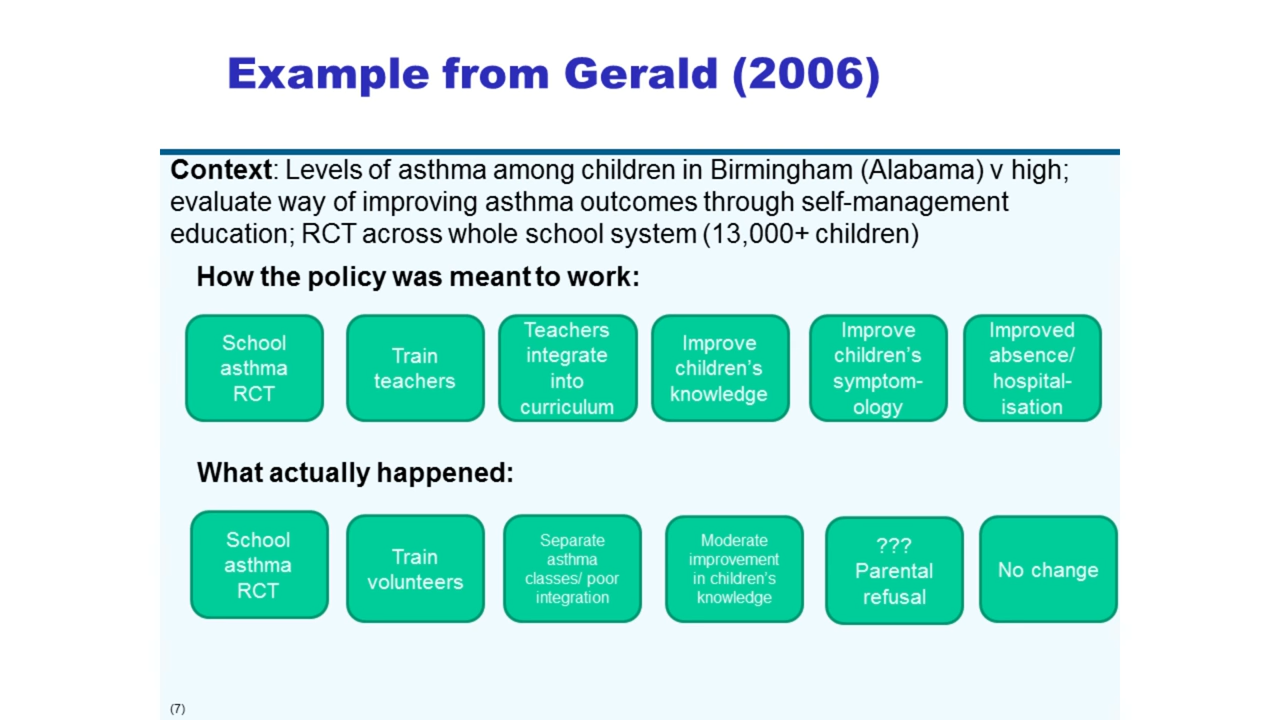 Example from Gerald (2006)
Context: Levels of asthma among children in Birmingham (Alabama) v high;
evaluate way of improving asthma outcomes through self-management
education; RCT across whole school system (13,000+ children)
How the policy was meant to work:
School
asthma
RCT
Train
teachers
Teachers
integrate
into
curriculum
Improve
children's
knowledge
Improve
children's
symptom-
ology
Improved
absence/
hospital-
isation
What actually happened:
School
asthma
RCT
Train
volunteers
Separate
asthma
classes/ poor
integration
Moderate
improvement
in children's
knowledge
???
Parental
refusal
No change
(7)